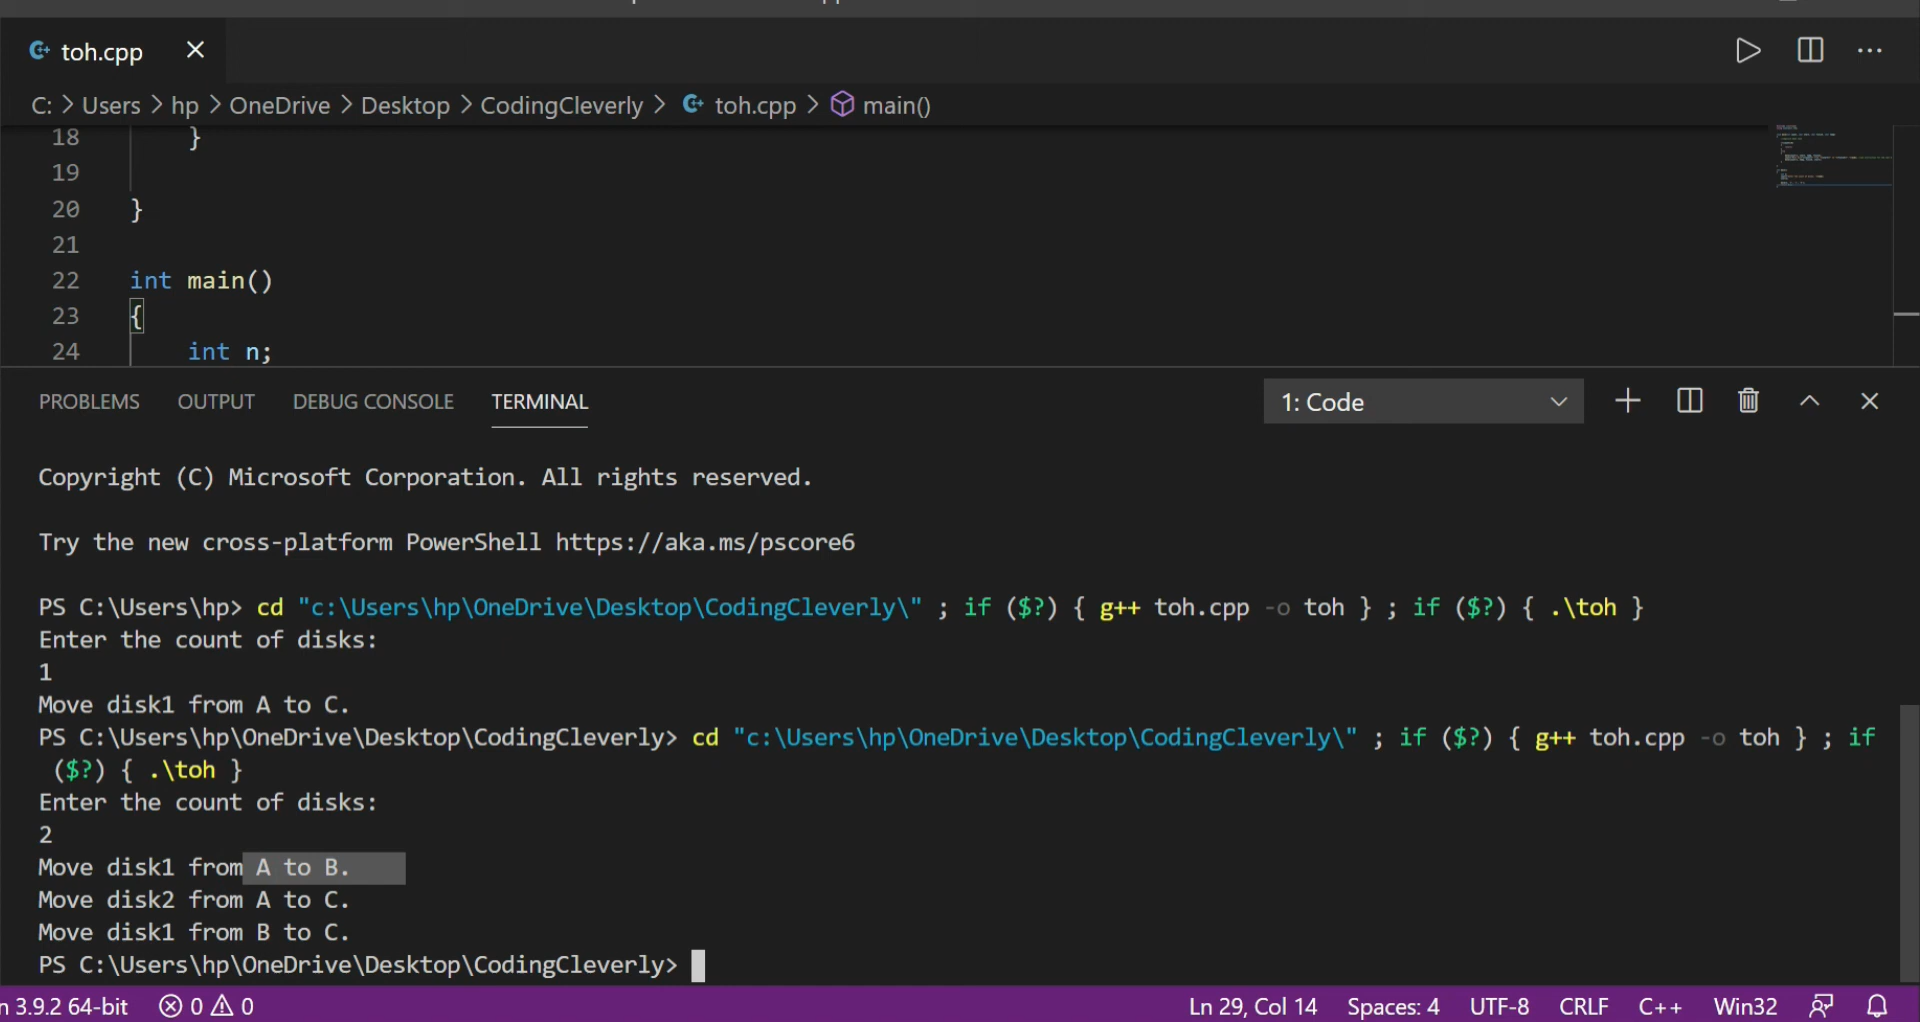 toh.cpp
C: > Users > hp > OneDrive > Desktop > CodingCleverly > toh.cpp > main()
18 }
19
20 }
21
22 int main()
23 {
24 int n;
PROBLEMS OUTPUT DEBUG CONSOLE TERMINAL 1: Code
Copyright (C) Microsoft Corporation. All rights reserved.
Try the new cross-platform PowerShell https://aka.ms/pscore6
PS C:\Users\hp> cd "c:\Users\hp\OneDrive\Desktop\CodingCleverly\" ; if ($?) { g++ toh.cpp -o toh } ; if ($?) { .\toh }
Enter the count of disks:
1
Move disk1 from A to C.
PS C:\Users\hp\OneDrive\Desktop\CodingCleverly> cd "c:\Users\hp\OneDrive\Desktop\CodingCleverly\" ; if ($?) { g++ toh.cpp -o toh } ; if
($?) { .\toh }
Enter the count of disks:
2
Move disk1 from A to B.
Move disk2 from A to C.
Move disk1 from B to C.
PS C:\Users\hp\OneDrive\Desktop\CodingCleverly>
n 3.9.2 64-bit 0 0 Ln 29, Col 14 Spaces: 4 UTF-8 CRLF C++ Win32